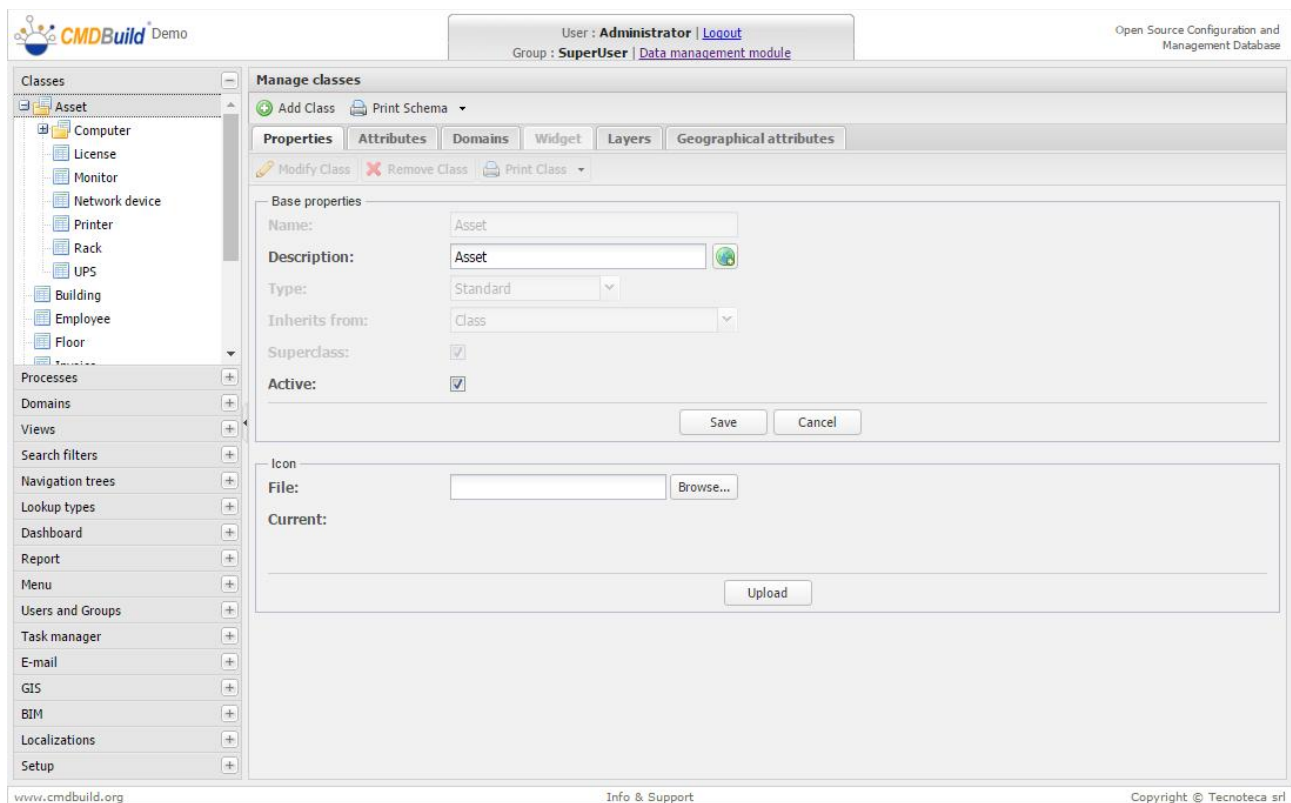 CMDBuild Demo
User : Administrator | Logout
Group : SuperUser | Data management module
Open Source Configuration and
Management Database
Classes
Asset
Computer
License
Monitor
Network device
Printer
Rack
UPS
Building
Employee
Floor
Processes
Domains
Views
Search filters
Navigation trees
Lookup types
Dashboard
Report
Menu
Users and Groups
Task manager
E-mail
GIS
BIM
Localizations
Setup
Manage classes
Add Class Print Schema
Properties Attributes Domains Widget Layers Geographical attributes
Modify Class Remove Class Print Class
Base properties
Name: Asset
Description: Asset
Type: Standard
Inherits from: Class
Superclass:
Active:
Save Cancel
Icon
File: Browse...
Current:
Upload
www.cmdbuild.org Info & Support Copyright © Tecnoteca srl